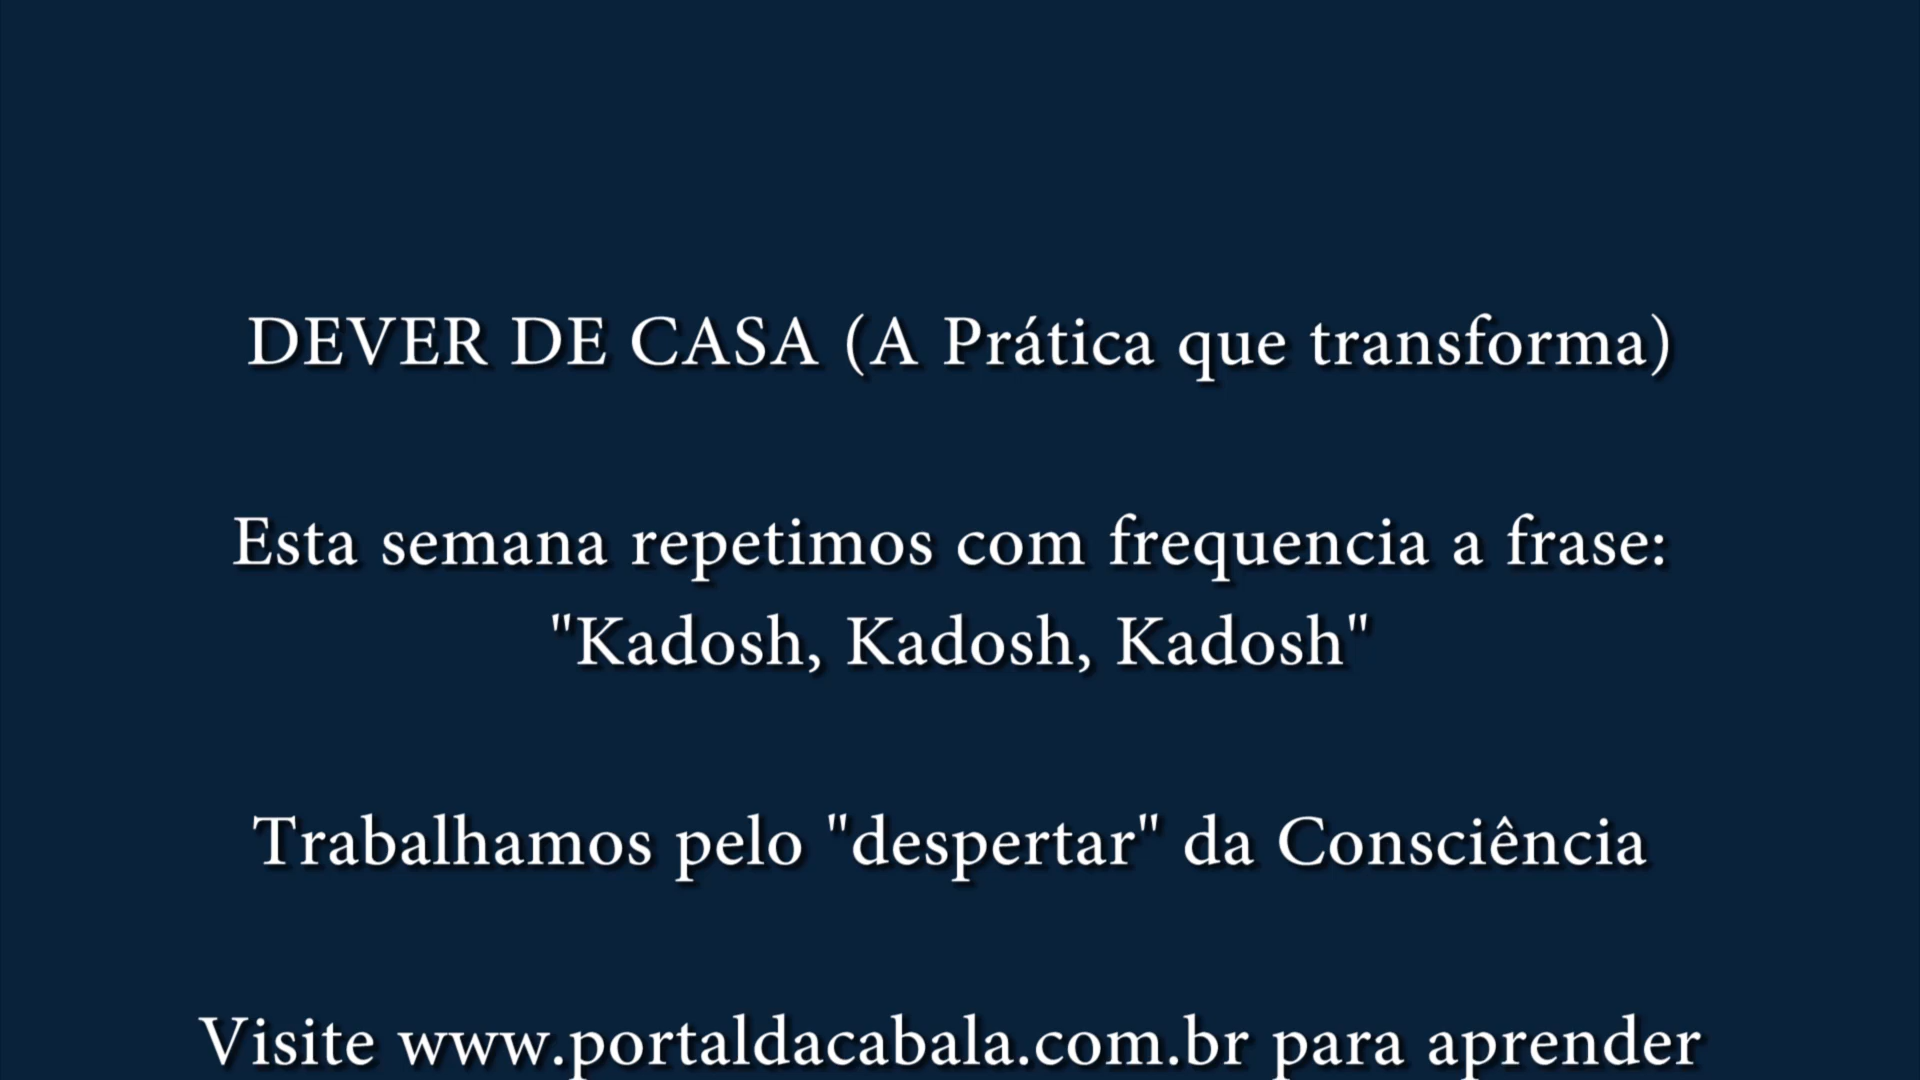 DEVER DE CASA (A Prática que transforma)
Esta semana repetimos com frequencia a frase:
"Kadosh, Kadosh, Kadosh"
Trabalhamos pelo "despertar" da Consciência
Visite www.portaldacabala.com.br para aprender